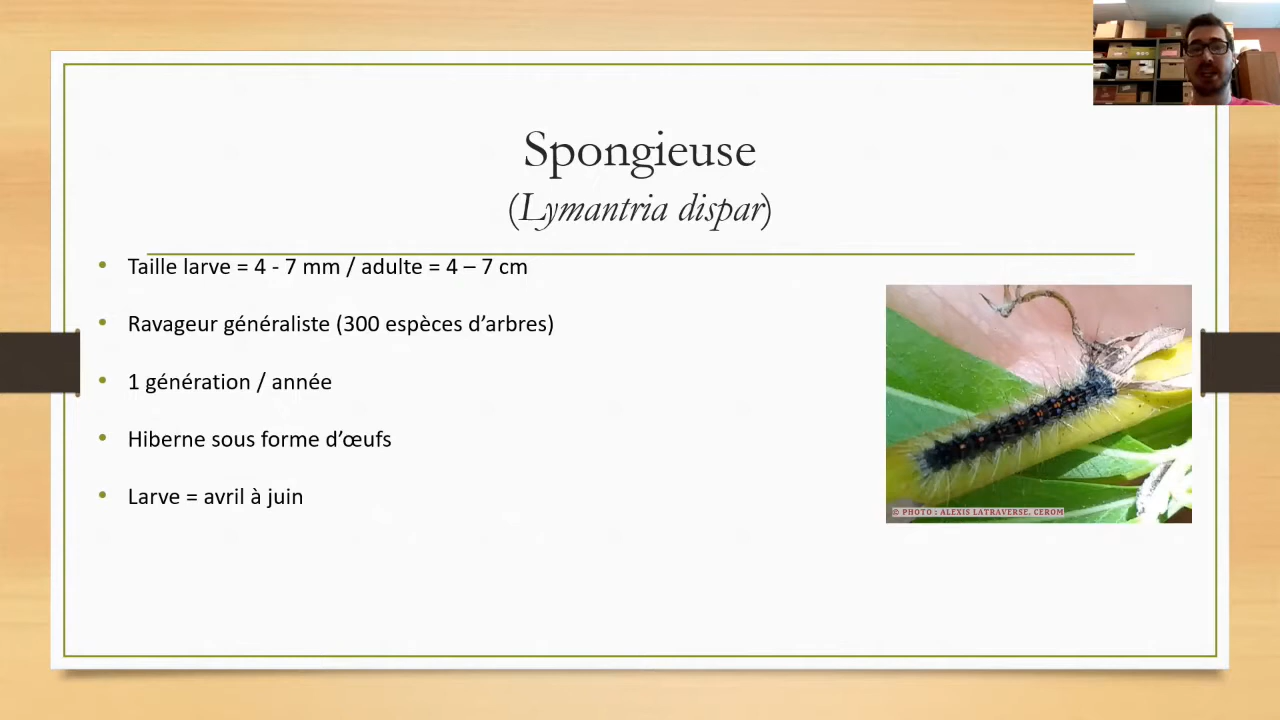 Spongieuse
(Lymantria dispar)
• Taille larve = 4 - 7 mm / adulte = 4 – 7 cm
• Ravageur généraliste (300 espèces d’arbres)
• 1 génération / année
• Hiberne sous forme d’œufs
• Larve = avril à juin
© PHOTO : ALEXIS LATRAVERSE, CEROM